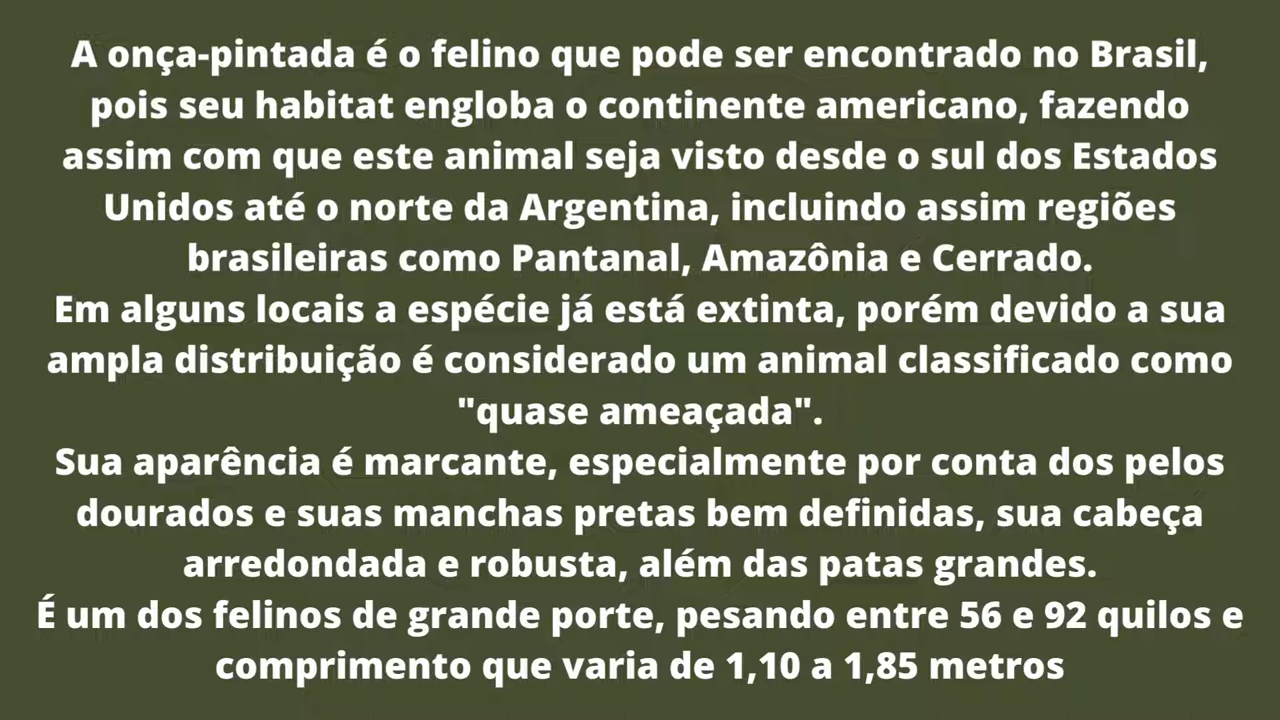 A onça-pintada é o felino que pode ser encontrado no Brasil,
pois seu habitat engloba o continente americano, fazendo
assim com que este animal seja visto desde o sul dos Estados
Unidos até o norte da Argentina, incluindo assim regiões
brasileiras como Pantanal, Amazônia e Cerrado.
Em alguns locais a espécie já está extinta, porém devido a sua
ampla distribuição é considerado um animal classificado como
"quase ameaçada".
Sua aparência é marcante, especialmente por conta dos pelos
dourados e suas manchas pretas bem definidas, sua cabeça
arredondada e robusta, além das patas grandes.
É um dos felinos de grande porte, pesando entre 56 e 92 quilos e
comprimento que varia de 1,10 a 1,85 metros